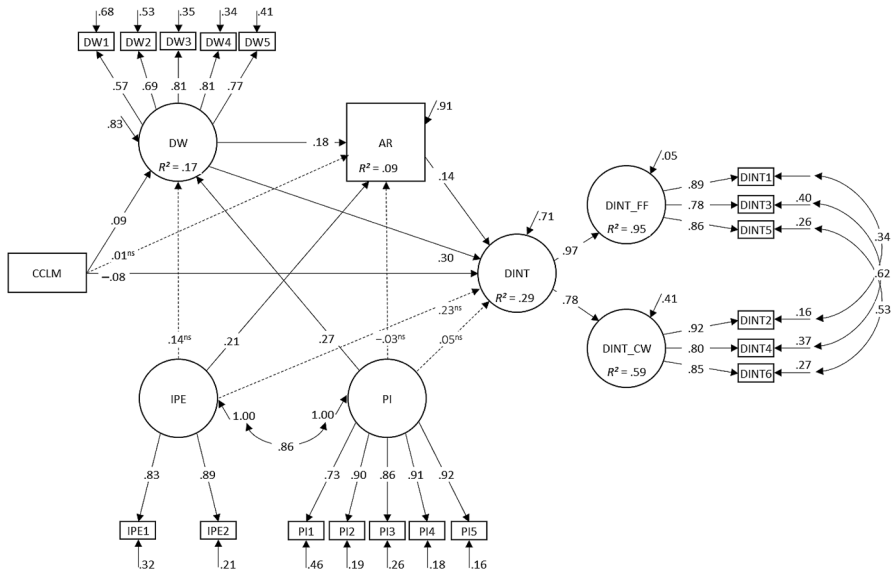 .68 .53 .35 .34 .41
DW1 DW2 DW3 DW4 DW5
.57 .69 .81 .81 .77
.83
DW
R² = .17
.18
AR
R² = .09
.91
.14
.05
DINT_FF
R² = .95
.89
.78
.86
DINT1
DINT3
DINT5
.40
.26
.34
.62
.53
.09
.01ns
CCLM
–.08
.30
.71
DINT
R² = .29
.97
.78
.41
DINT_CW
R² = .59
.92
.80
.85
DINT2
DINT4
DINT6
.16
.37
.27
.14ns
.21
.27
–.03ns
.23ns
.05ns
IPE
1.00
.86
1.00
PI
.83 .89
.73 .90 .86 .91 .92
IPE1 IPE2
PI1 PI2 PI3 PI4 PI5
.32 .21
.46 .19 .26 .18 .16